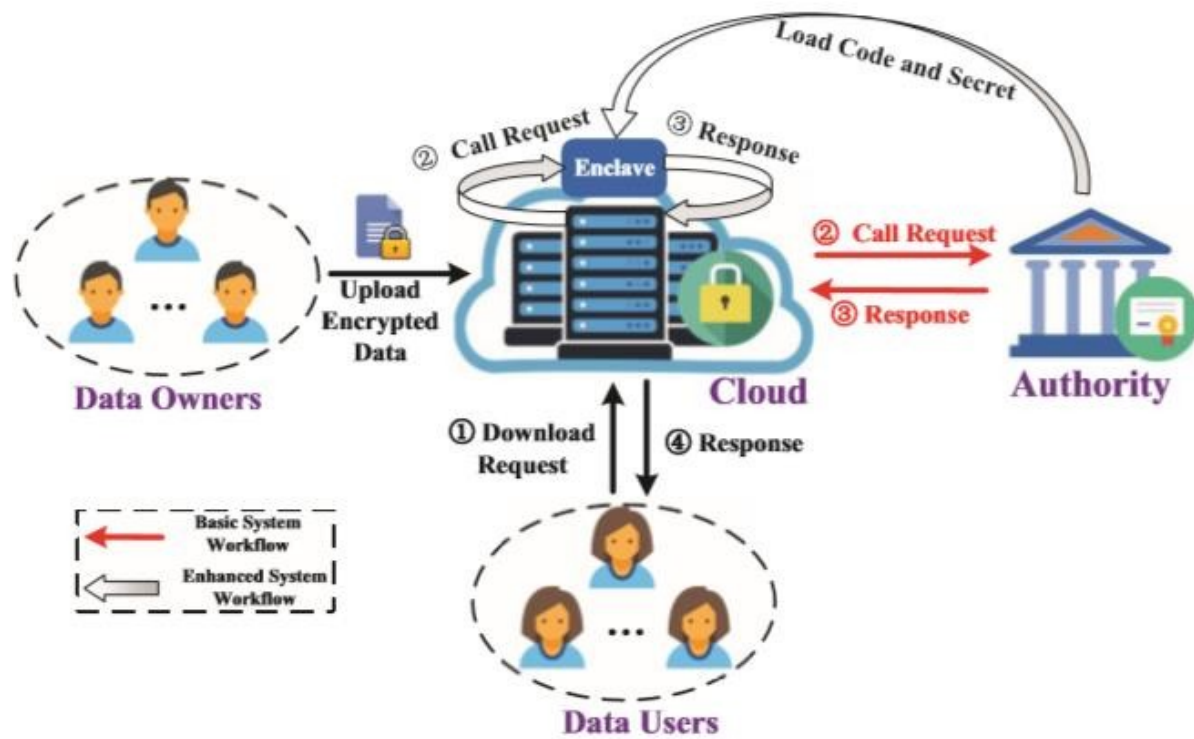 Load Code and Secret
② Call Request
③ Response
Enclave
② Call Request
③ Response
Upload
Encrypted
Data
Data Owners
Cloud
Authority
① Download
Request
④ Response
Basic System
Workflow
Enhanced System
Workflow
...
...
Data Users